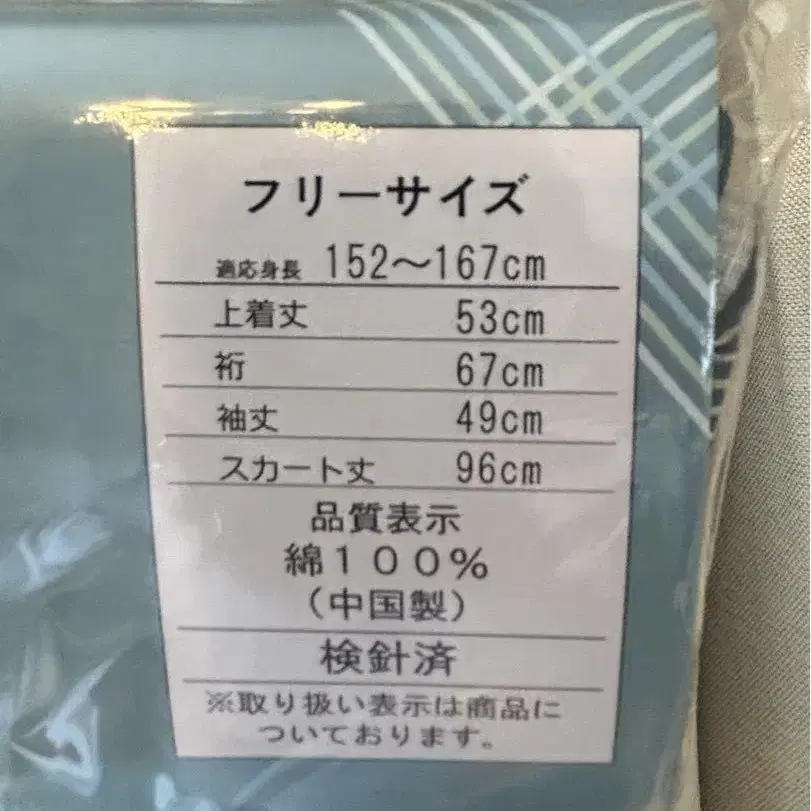 フリーサイズ
適応身長 152～167cm
上着丈 53cm
裄 67cm
袖丈 49cm
スカート丈 96cm
品質表示
綿１００％
（中国製）
検針済
※取り扱い表示は商品に
ついております。